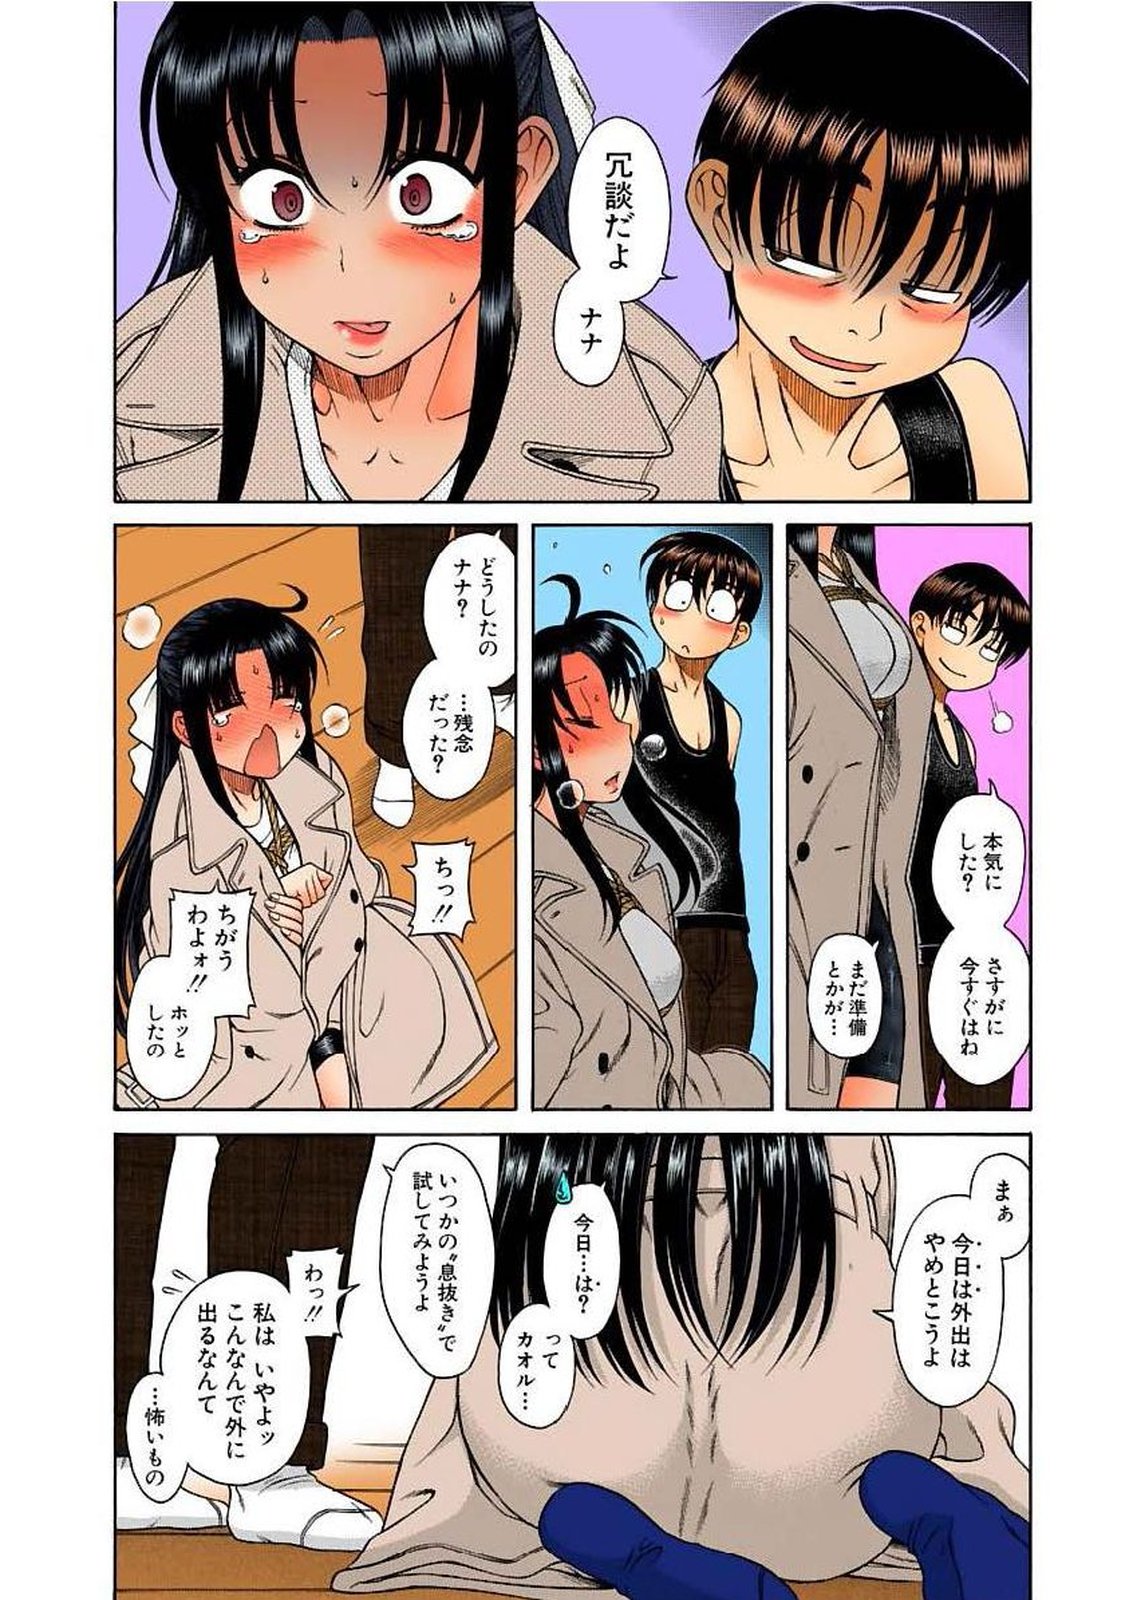 冗談だよ
ナナ
本気に
した？
さすがに
今すぐはね
まだ準備
とかが…
どうしたの
ナナ？
…残念
だった？
ちっ!!
ちがう
わよォ!!
ホッと
したの
まぁ
今日は外出は
やめとこうよ
今日…は？
って
カオル…
いつかの〝息抜き〟で
試してみようよ
わっ!!
私は いやよッ
こんなんで外に
出るなんて
…怖いもの